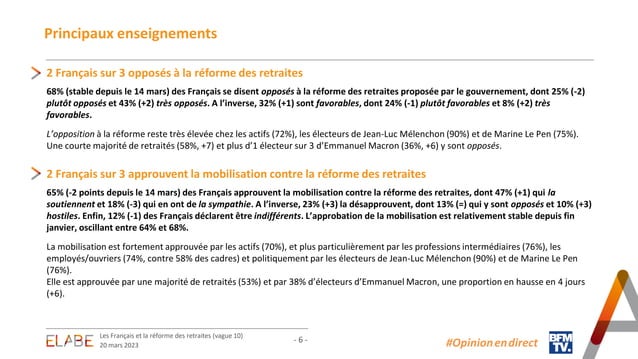 Principaux enseignements
2 Français sur 3 opposés à la réforme des retraites
68% (stable depuis le 14 mars) des Français se disent opposés à la réforme des retraites proposée par le gouvernement, dont 25% (-2)
plutôt opposés et 43% (+2) très opposés. A l’inverse, 32% (+1) sont favorables, dont 24% (-1) plutôt favorables et 8% (+2) très
favorables.
L’opposition à la réforme reste très élevée chez les actifs (72%), les électeurs de Jean-Luc Mélenchon (90%) et de Marine Le Pen (75%).
Une courte majorité de retraités (58%, +7) et plus d’1 électeur sur 3 d’Emmanuel Macron (36%, +6) y sont opposés.
2 Français sur 3 approuvent la mobilisation contre la réforme des retraites
65% (-2 points depuis le 14 mars) des Français approuvent la mobilisation contre la réforme des retraites, dont 47% (+1) qui la
soutiennent et 18% (-3) qui en ont de la sympathie. A l’inverse, 23% (+3) la désapprouvent, dont 13% (=) qui y sont opposés et 10% (+3)
hostiles. Enfin, 12% (-1) des Français déclarent être indifférents. L’approbation de la mobilisation est relativement stable depuis fin
janvier, oscillant entre 64% et 68%.
La mobilisation est fortement approuvée par les actifs (70%), et plus particulièrement par les professions intermédiaires (76%), les
employés/ouvriers (74%, contre 58% des cadres) et politiquement par les électeurs de Jean-Luc Mélenchon (90%) et de Marine Le Pen
(76%).
Elle est approuvée par une majorité de retraités (53%) et par 38% d’électeurs d’Emmanuel Macron, une proportion en hausse en 4 jours
(+6).
ELABE
Les Français et la réforme des retraites (vague 10)
20 mars 2023
- 6 -
#Opinion en direct
BFM
TV.